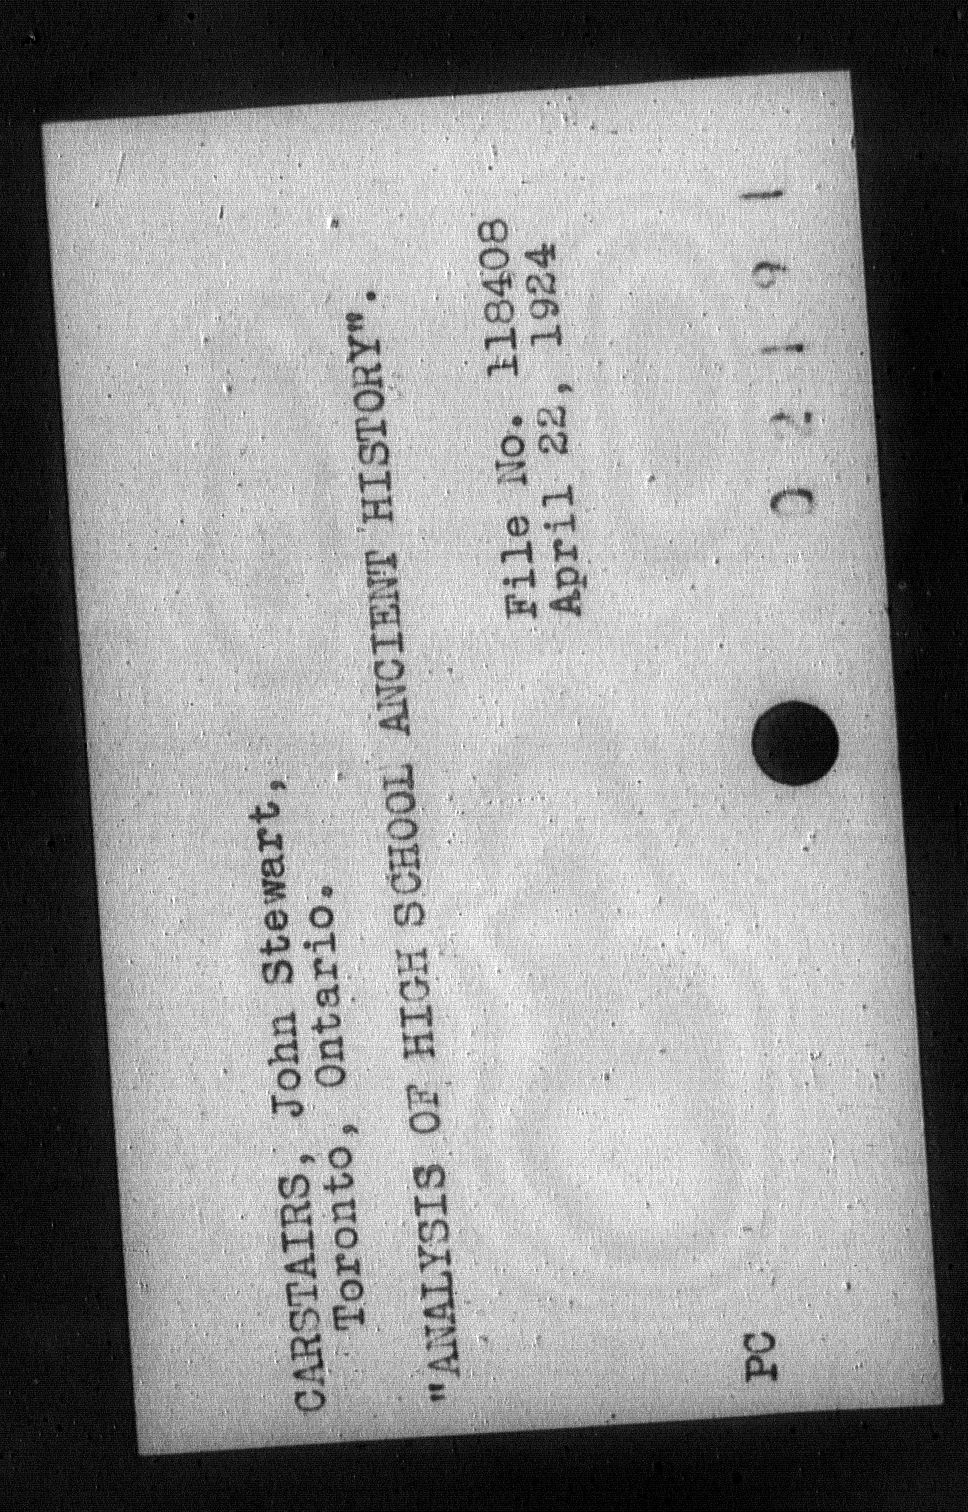 CARSTAIRS, John Stewart,
Toronto, Ontario.
"ANALYSIS OF HIGH SCHOOL ANCIENT HISTORY".
File No. 118408
April 22, 1924
PC